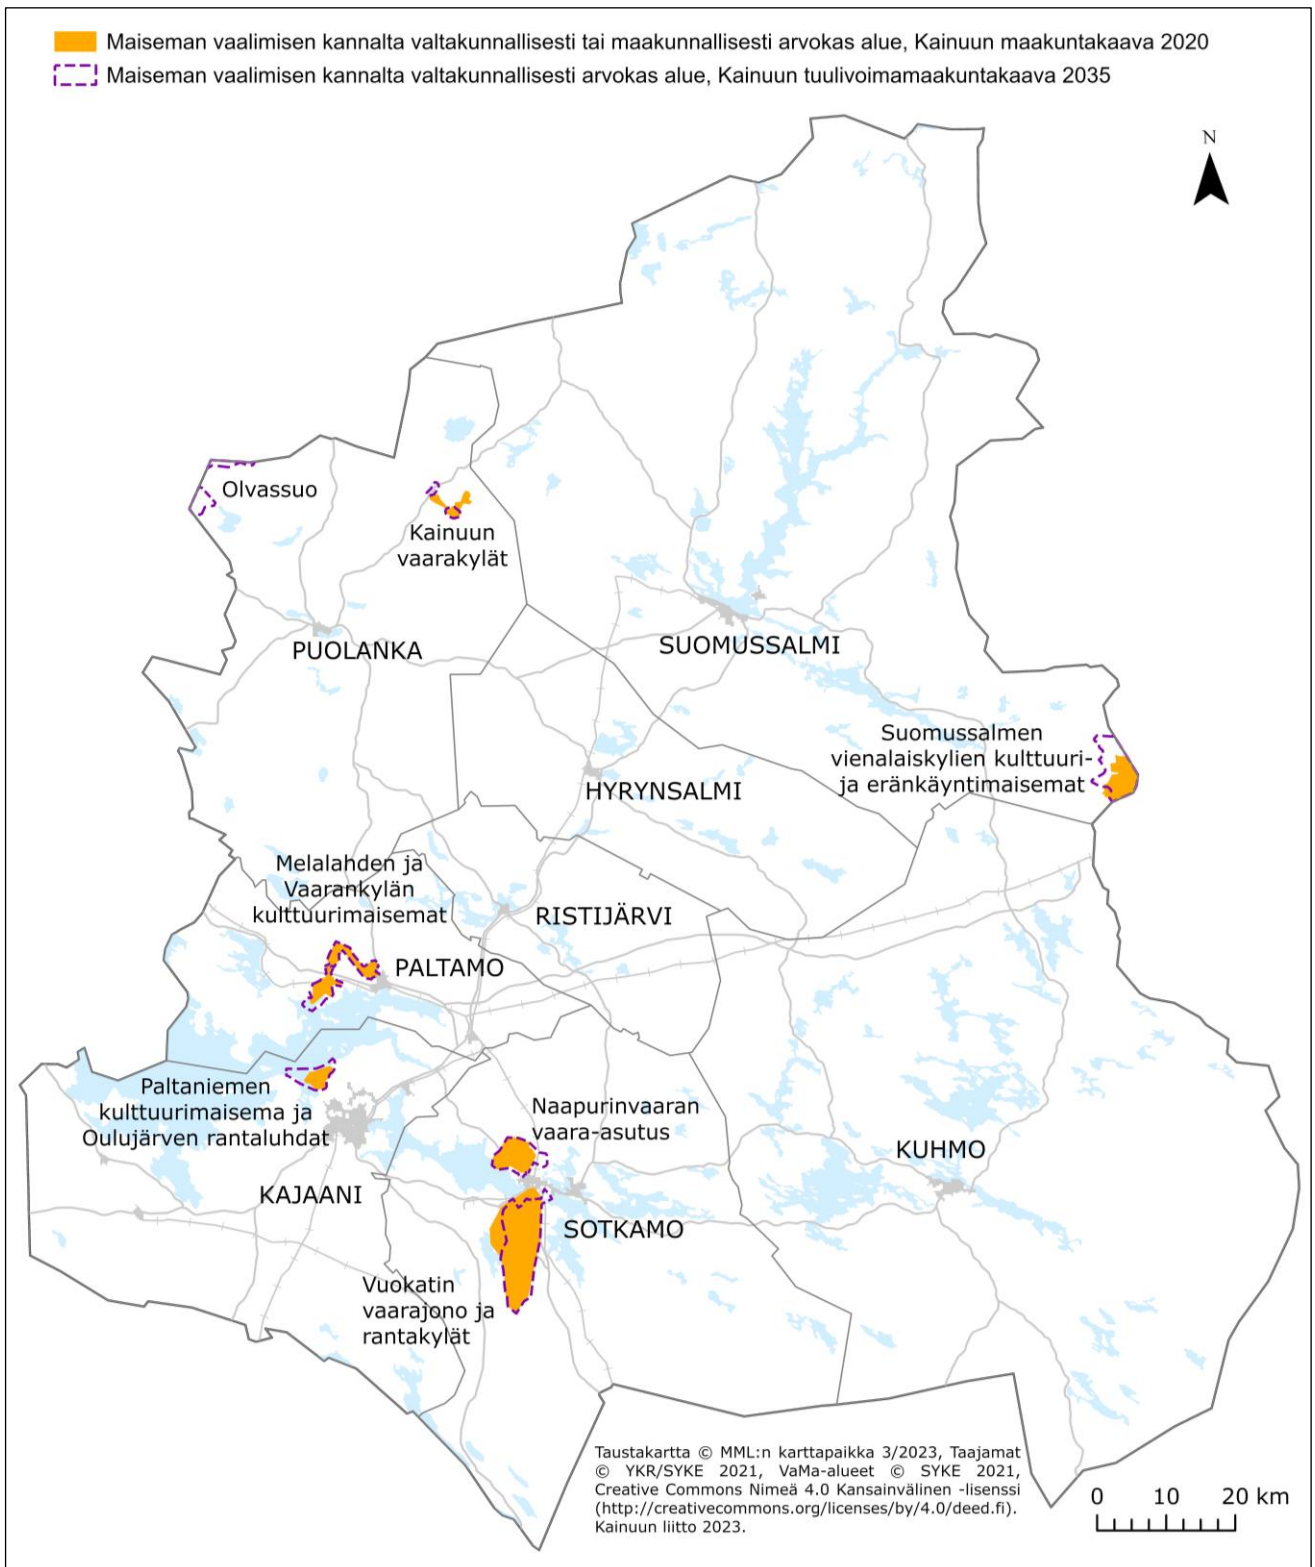 Maiseman vaalimisen kannalta valtakunnallisesti tai maakunnallisesti arvokas alue, Kainuun maakuntakaava 2020
Maiseman vaalimisen kannalta valtakunnallisesti arvokas alue, Kainuun tuulivoimamaakuntakaava 2035
N
Olvassuo
Kainuun
vaarakylät
PUOLANKA
SUOMUSSALMI
Suomussalmen
vienalaiskylien kulttuuri-
ja eränkäyntimaisemat
HYRYNSALMI
Melalahden ja
Vaarankylän
kulttuurimaisemat
RISTIJÄRVI
PALTAMO
Paltaniemen
kulttuurimaisema ja
Oulujärven rantaluhdat
Naapurinvaaran
vaara-asutus
KUHMO
KAJAANI
SOTKAMO
Vuokatin
vaarajono ja
rantakylät
Taustakartta © MML:n karttapaikka 3/2023, Taajamat
© YKR/SYKE 2021, VaMa-alueet © SYKE 2021,
Creative Commons Nimeä 4.0 Kansainvälinen -lisenssi
(http://creativecommons.org/licenses/by/4.0/deed.fi).
Kainuun liitto 2023.
0 10 20 km